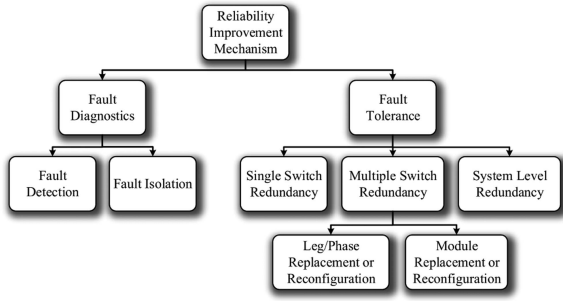 Reliability
Improvement
Mechanism
Fault
Diagnostics
Fault
Tolerance
Fault
Detection
Fault Isolation
Single Switch
Redundancy
Multiple Switch
Redundancy
System Level
Redundancy
Leg/Phase
Replacement or
Reconfiguration
Module
Replacement or
Reconfiguration